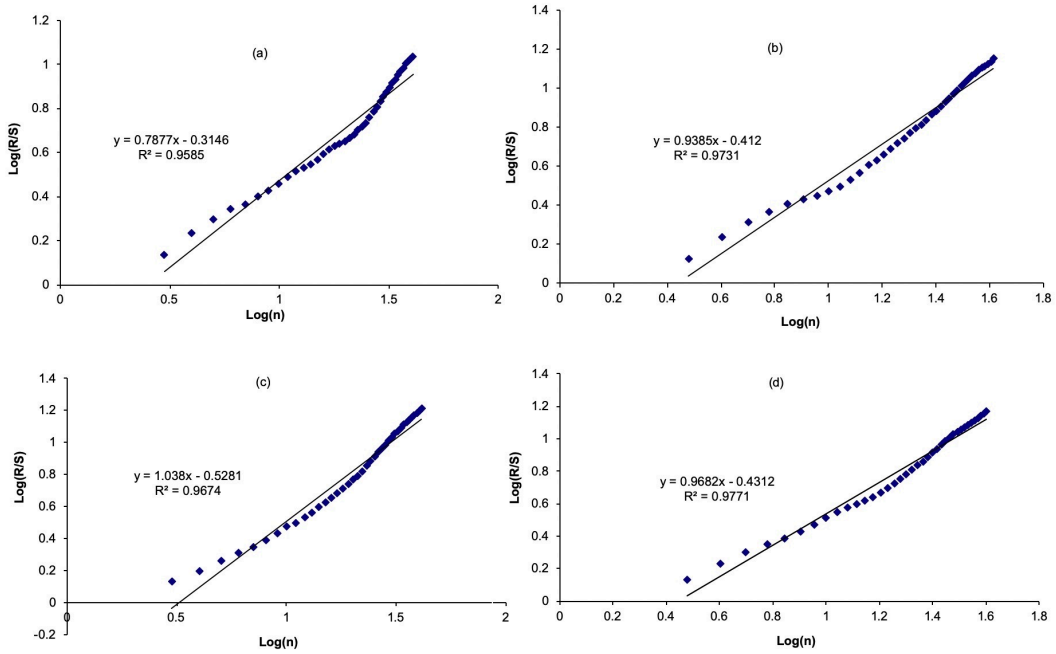 (a)
Log(R/S)
1.2
1
0.8
0.6
0.4
0.2
0
y = 0.7877x - 0.3146
R² = 0.9585
0 0.5 1 1.5 2
Log(n)
(b)
Log(R/S)
1.4
1.2
1
0.8
0.6
0.4
0.2
0
y = 0.9385x - 0.412
R² = 0.9731
0 0.2 0.4 0.6 0.8 1 1.2 1.4 1.6 1.8
Log(n)
(c)
Log(R/S)
1.4
1.2
1
0.8
0.6
0.4
0.2
0
-0.2
y = 1.038x - 0.5281
R² = 0.9674
0 0.5 1 1.5 2
Log(n)
(d)
Log(R/S)
1.4
1.2
1
0.8
0.6
0.4
0.2
0
y = 0.9682x - 0.4312
R² = 0.9771
0 0.2 0.4 0.6 0.8 1 1.2 1.4 1.6 1.8
Log(n)